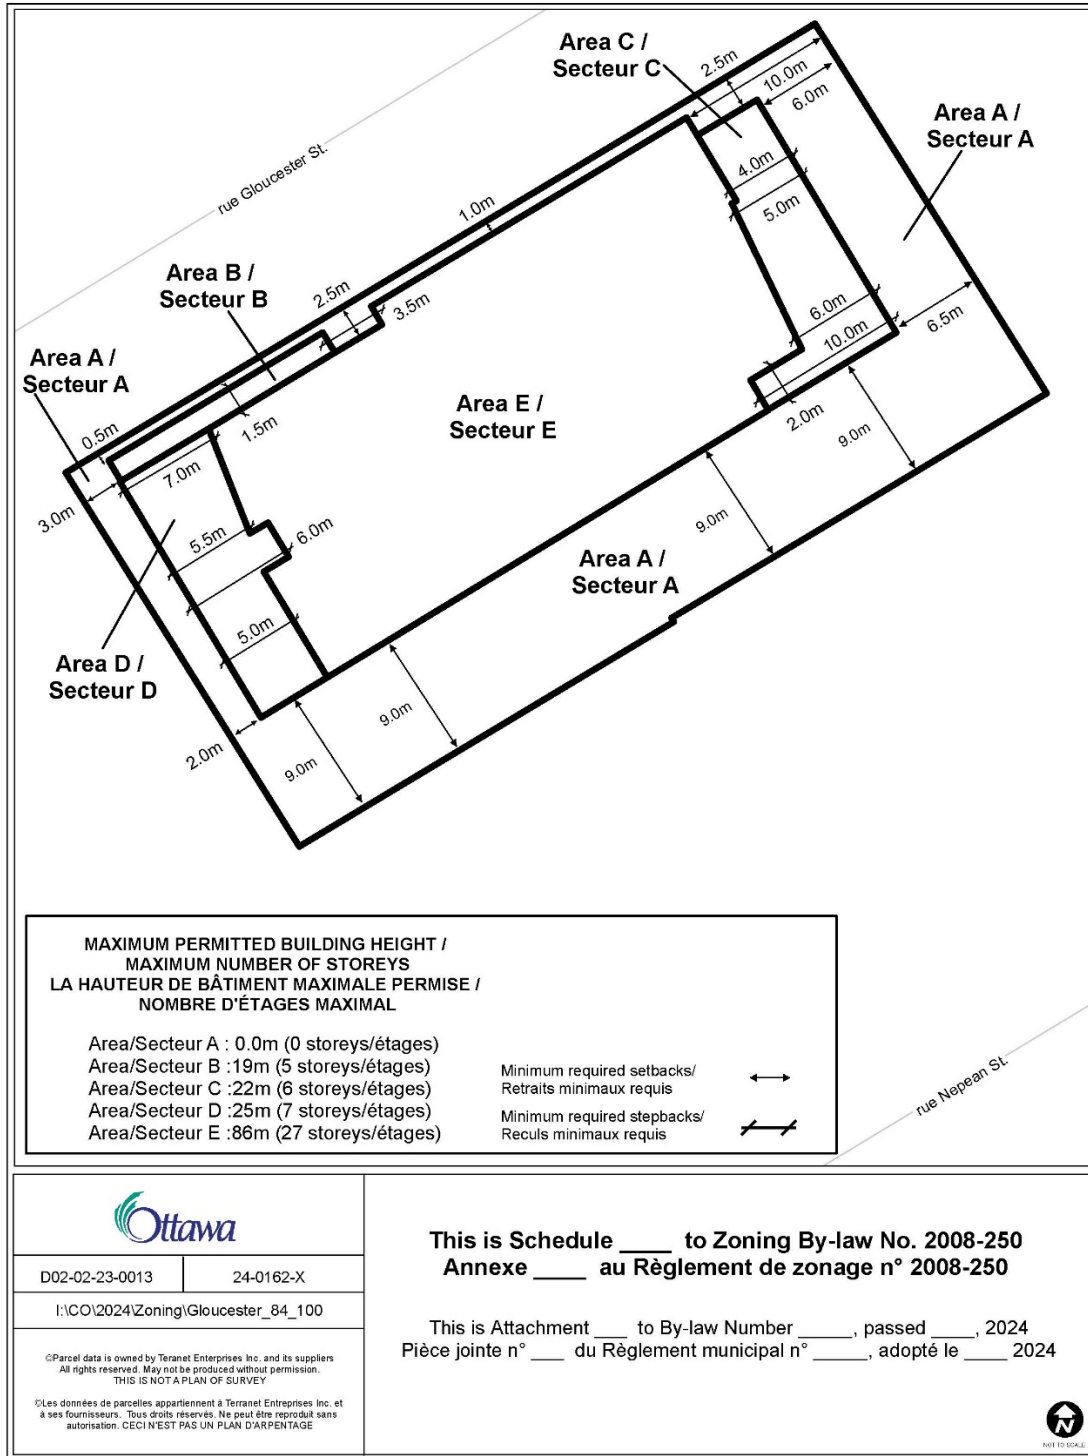 Area C /
Secteur C
2.5m
10.0m
6.0m
Area A /
Secteur A
rue Gloucester St.
4.0m
5.0m
1.0m
Area B /
Secteur B
2.5m
3.5m
6.0m
10.0m
6.5m
Area A /
Secteur A
Area E /
Secteur E
2.0m
0.5m
1.5m
9.0m
7.0m
3.0m
9.0m
5.5m
6.0m
Area A /
Secteur A
5.0m
Area D /
Secteur D
9.0m
2.0m
9.0m
rue Nepean St.
MAXIMUM PERMITTED BUILDING HEIGHT /
MAXIMUM NUMBER OF STOREYS
LA HAUTEUR DE BÂTIMENT MAXIMALE PERMISE /
NOMBRE D'ÉTAGES MAXIMAL
Area/Secteur A : 0.0m (0 storeys/étages)
Area/Secteur B :19m (5 storeys/étages)
Area/Secteur C :22m (6 storeys/étages)
Area/Secteur D :25m (7 storeys/étages)
Area/Secteur E :86m (27 storeys/étages)
Minimum required setbacks/
Retraits minimaux requis
Minimum required stepbacks/
Reculs minimaux requis
Ottawa
D02-02-23-0013
24-0162-X
I:\CO\2024\Zoning\Gloucester_84_100
©Parcel data is owned by Teranet Enterprises Inc. and its suppliers
All rights reserved. May not be produced without permission.
THIS IS NOT A PLAN OF SURVEY
©Les données de parcelles appartiennent à Terranet Entreprises Inc. et
à ses fournisseurs. Tous droits réservés. Ne peut être reproduit sans
autorisation. CECI N'EST PAS UN PLAN D'ARPENTAGE
This is Schedule ____ to Zoning By-law No. 2008-250
Annexe ____ au Règlement de zonage n° 2008-250
This is Attachment ___ to By-law Number _____, passed ____, 2024
Pièce jointe n° ___ du Règlement municipal n° _____, adopté le ____ 2024
N
NOT TO SCALE